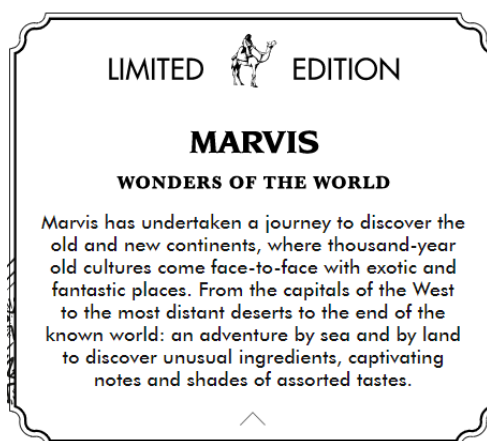 LIMITED EDITION
MARVIS
WONDERS OF THE WORLD
Marvis has undertaken a journey to discover the
old and new continents, where thousand-year
old cultures come face-to-face with exotic and
fantastic places. From the capitals of the West
to the most distant deserts to the end of the
known world: an adventure by sea and by land
to discover unusual ingredients, captivating
notes and shades of assorted tastes.